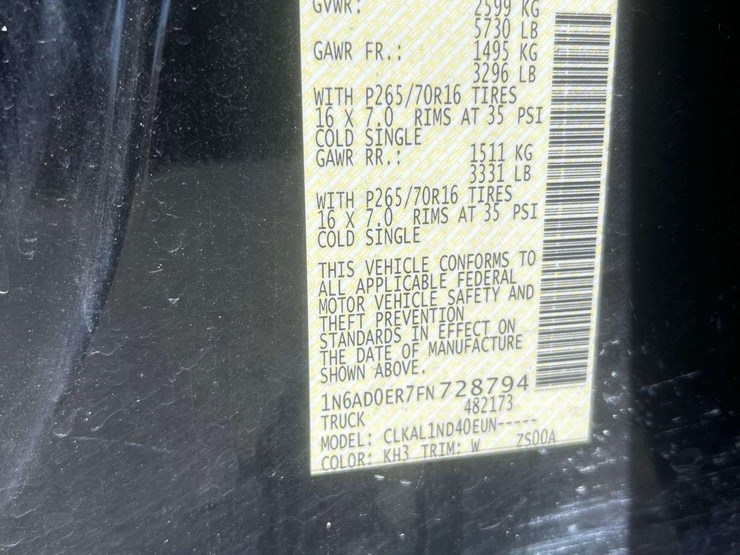 GVWR: 2599 KG
5730 LB
GAWR FR.: 1495 KG
3296 LB
WITH P265/70R16 TIRES
16 X 7.0 RIMS AT 35 PSI
COLD SINGLE
GAWR RR.: 1511 KG
3331 LB
WITH P265/70R16 TIRES
16 X 7.0 RIMS AT 35 PSI
COLD SINGLE
THIS VEHICLE CONFORMS TO
ALL APPLICABLE FEDERAL
MOTOR VEHICLE SAFETY AND
THEFT PREVENTION
STANDARDS IN EFFECT ON
THE DATE OF MANUFACTURE
SHOWN ABOVE.
1N6AD0ER7FN728794
TRUCK 482173
MODEL: CLKAL1ND40EUN-----
COLOR: KH3 TRIM: W ZS00A